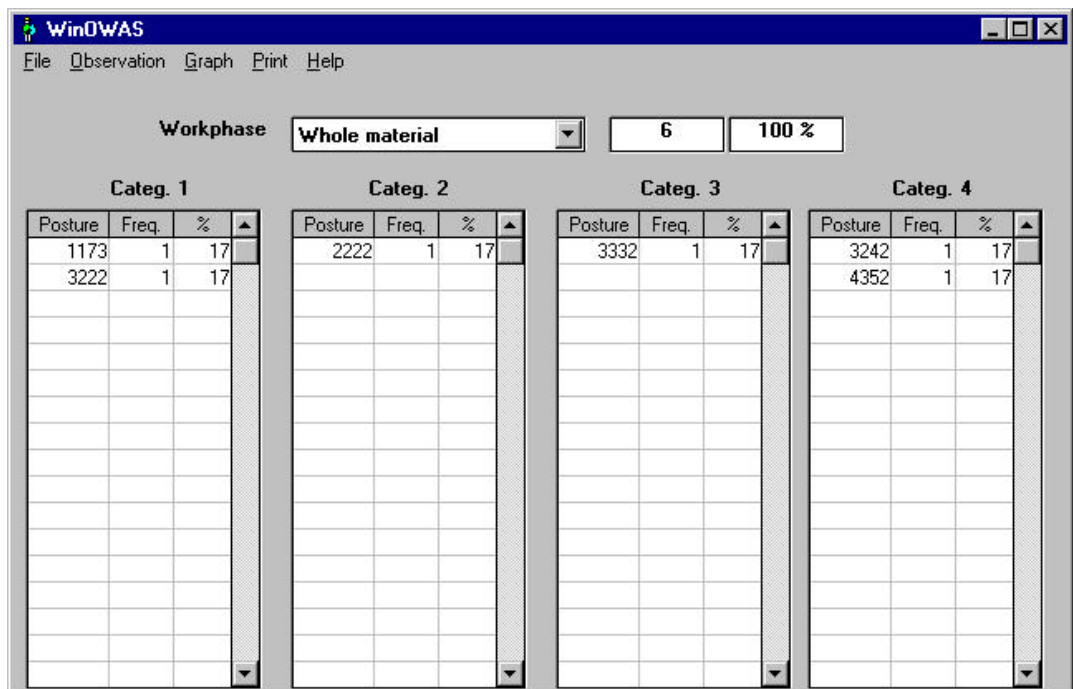 WinOWAS
File Observation Graph Print Help
Workphase Whole material 6 100 %
Categ. 1 Categ. 2 Categ. 3 Categ. 4
Posture Freq. % Posture Freq. % Posture Freq. % Posture Freq. %
1173 1 17 2222 1 17 3332 1 17 3242 1 17
3222 1 17 4352 1 17